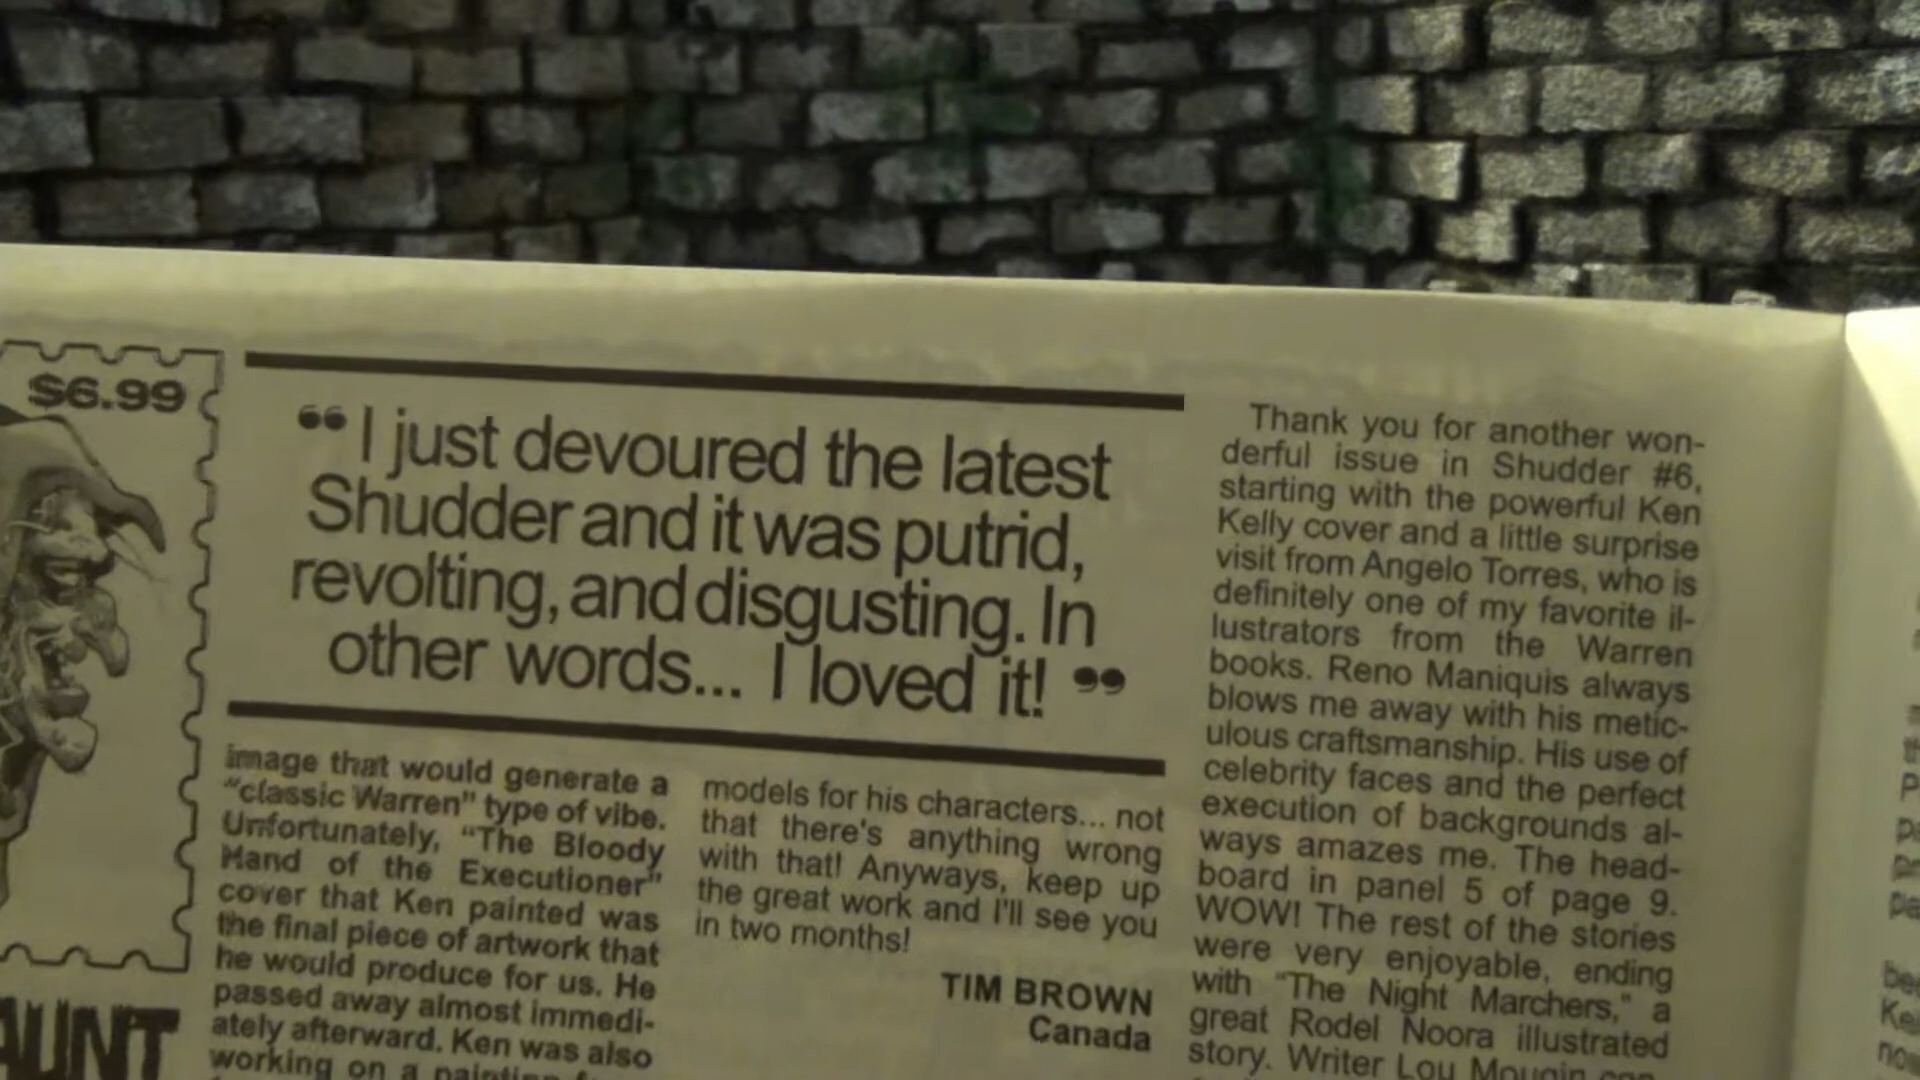 $6.99
“I just devoured the latest
Shudder and it was putrid,
revolting, and disgusting. In
other words... I loved it!”
image that would generate a
“classic Warren” type of vibe.
Unfortunately, “The Bloody
Hand of the Executioner”
cover that Ken painted was
the final piece of artwork that
he would produce for us. He
passed away almost immedi-
ately afterward. Ken was also
working on a painting
models for his characters... not
that there's anything wrong
with that! Anyways, keep up
the great work and I'll see you
in two months!
TIM BROWN
Canada
Thank you for another won-
derful issue in Shudder #6,
starting with the powerful Ken
Kelly cover and a little surprise
visit from Angelo Torres, who is
definitely one of my favorite il-
lustrators from the Warren
books. Reno Maniquis always
blows me away with his metic-
ulous craftsmanship. His use of
celebrity faces and the perfect
execution of backgrounds al-
ways amazes me. The head-
board in panel 5 of page 9.
WOW! The rest of the stories
were very enjoyable, ending
with “The Night Marchers,” a
great Rodel Noora illustrated
story. Writer Lou Mougin